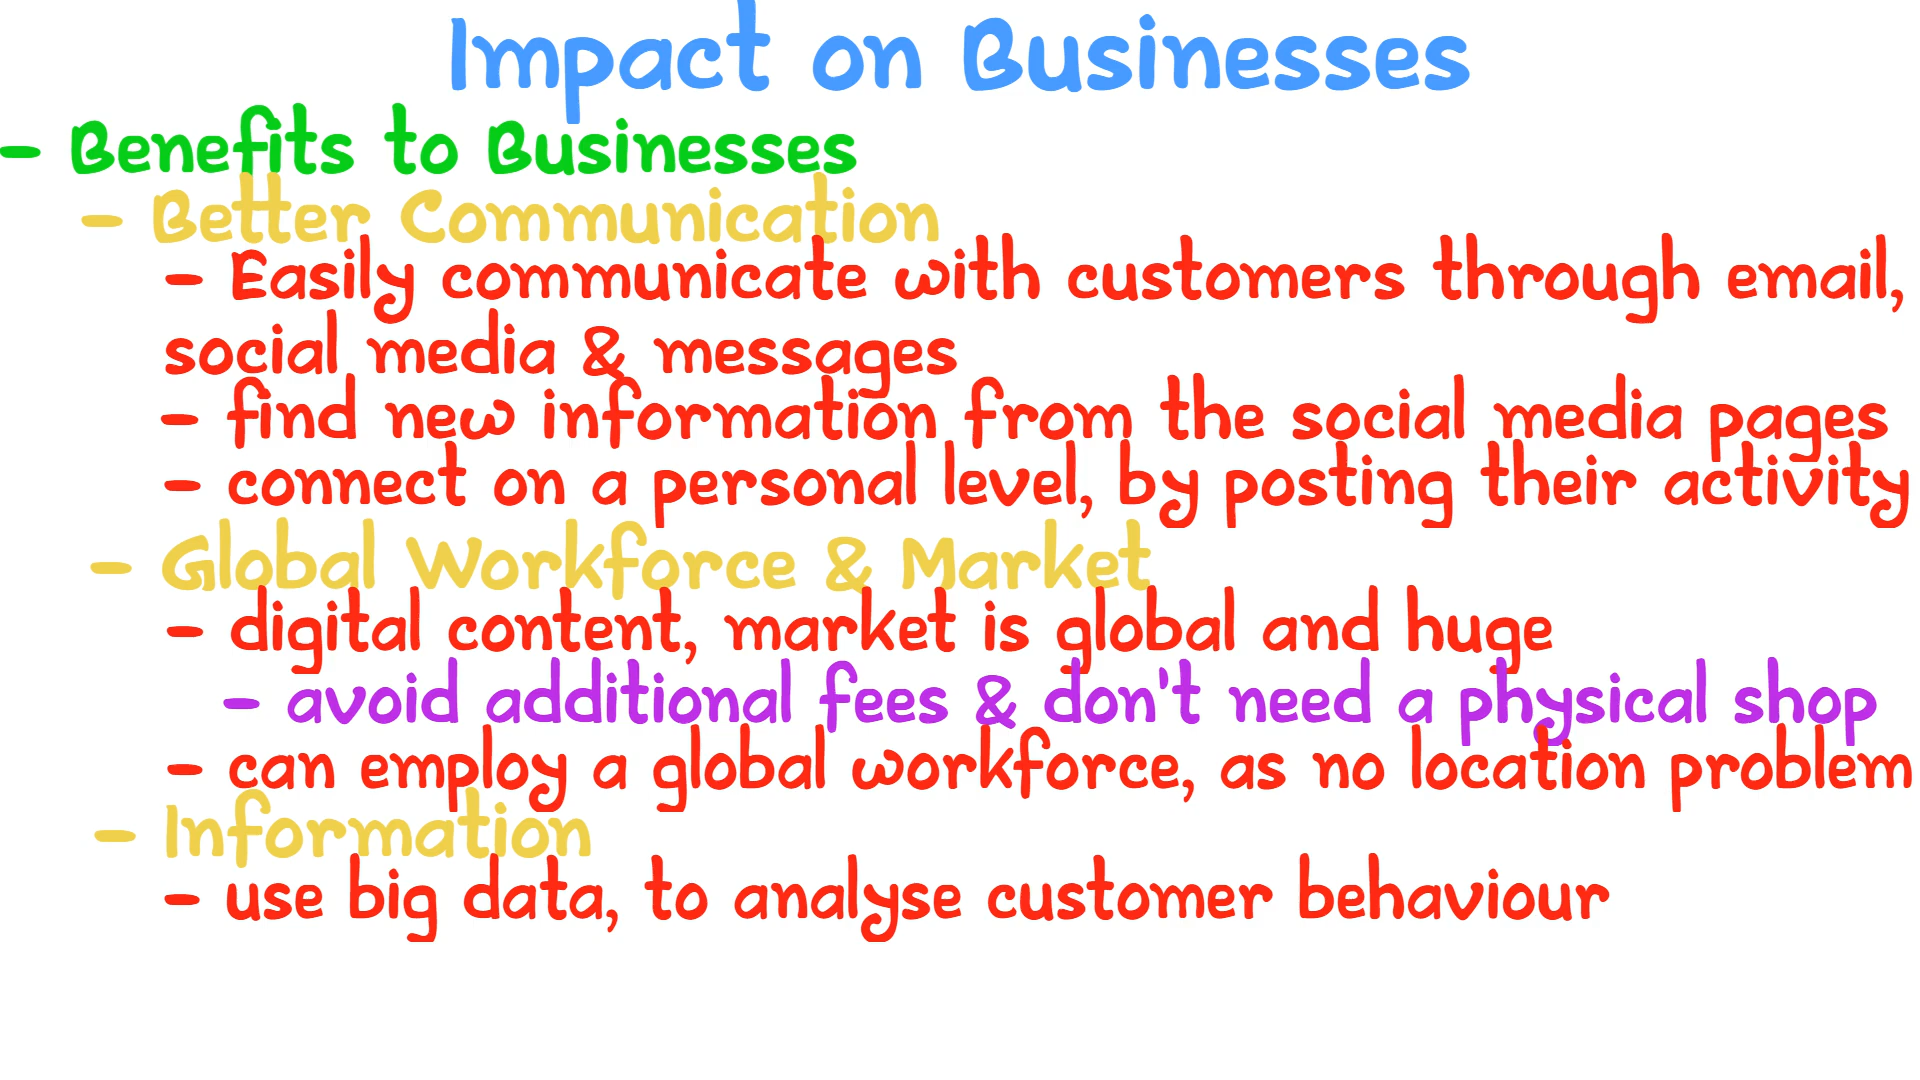 Impact on Businesses
- Benefits to Businesses
- Better Communication
- Easily communicate with customers through email,
social media & messages
- find new information from the social media pages
- connect on a personal level, by posting their activity
- Global Workforce & Market
- digital content, market is global and huge
- avoid additional fees & don't need a physical shop
- can employ a global workforce, as no location problem
- Information
- use big data, to analyse customer behaviour